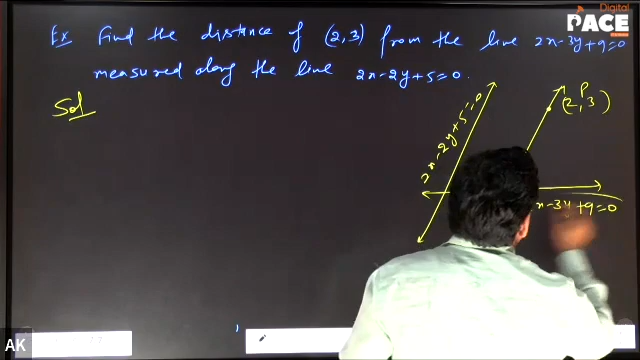 Digital
PACE
Ex Find the distance of (2,3) from the line 2x-3y+9=0
measured along the line 2x-2y+5=0.
Sol
2x-2y+5=0
P
(2,3)
x-3y+9=0
AK